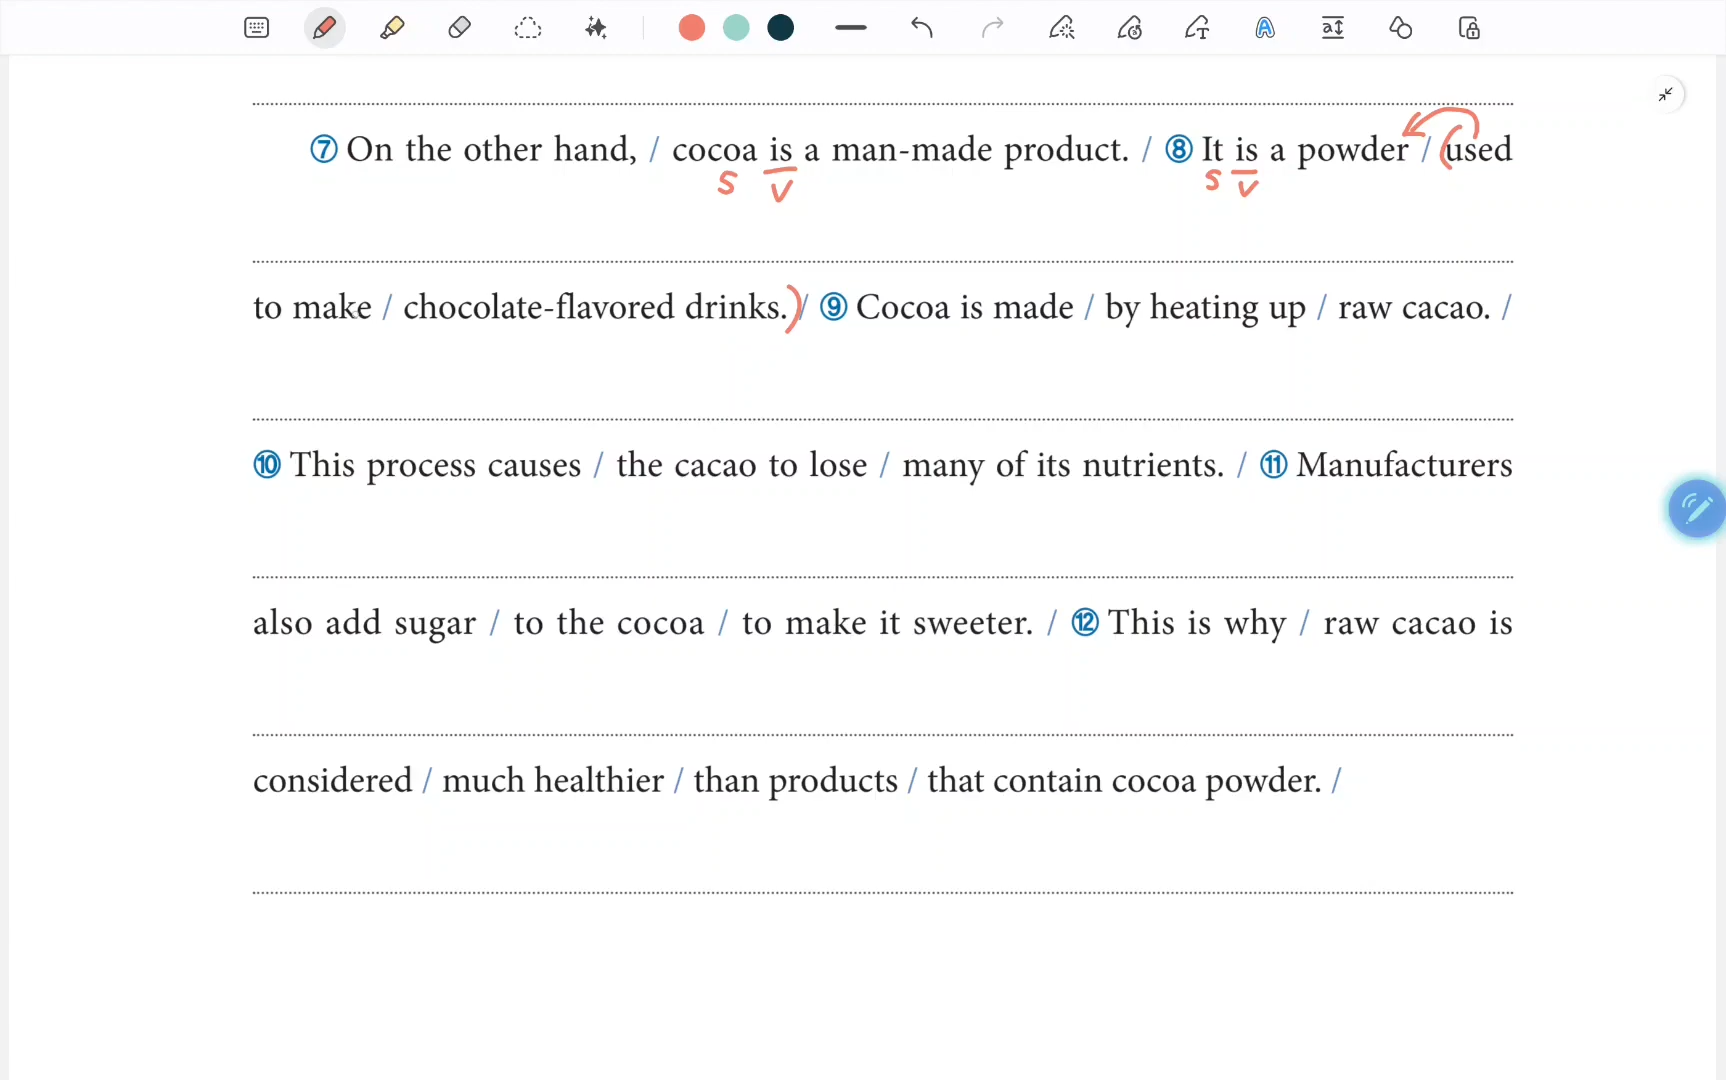 ⑦ On the other hand, / cocoa is a man-made product. / ⑧ It is a powder / (used
S V S V
to make / chocolate-flavored drinks.) / ⑨ Cocoa is made / by heating up / raw cacao. /
⑩ This process causes / the cacao to lose / many of its nutrients. / ⑪ Manufacturers
also add sugar / to the cocoa / to make it sweeter. / ⑫ This is why / raw cacao is
considered / much healthier / than products / that contain cocoa powder. /